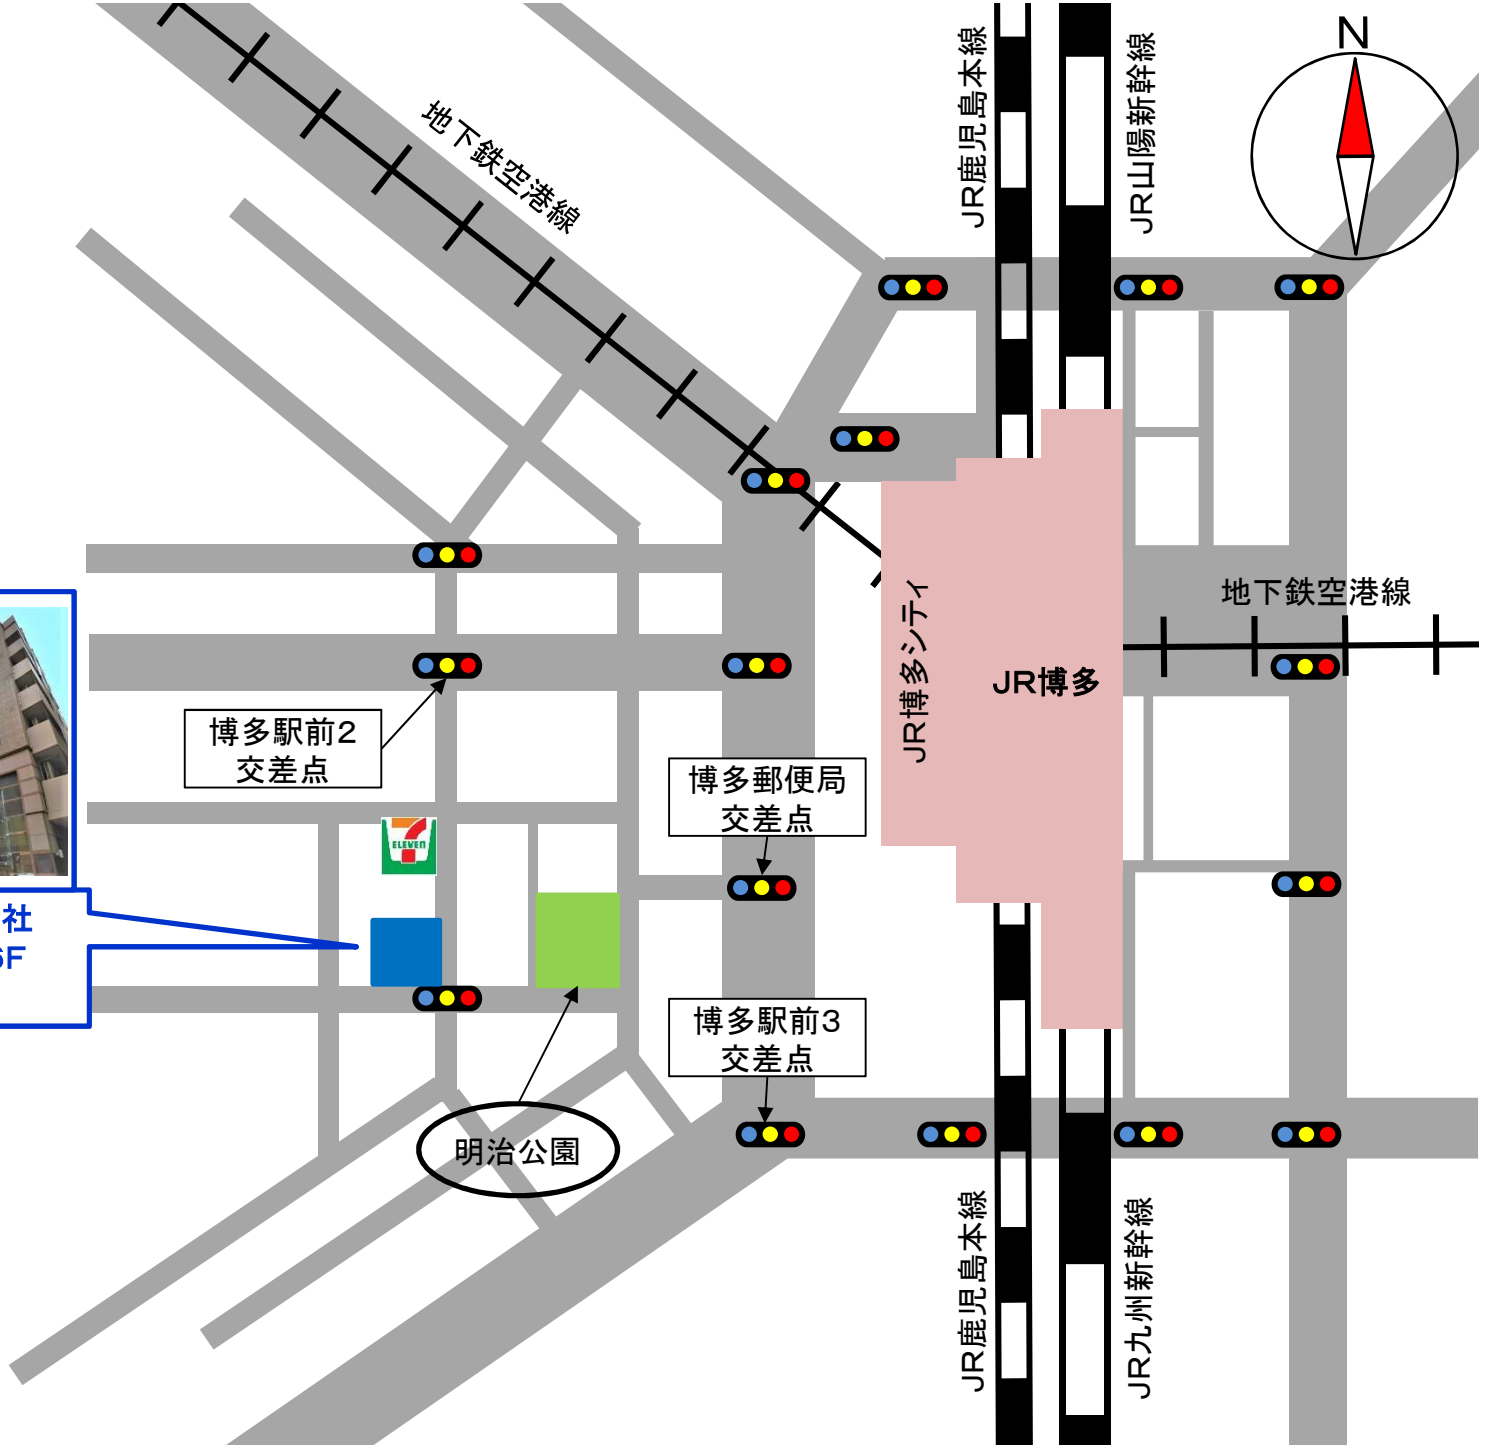 N
JR鹿児島本線
JR山陽新幹線
地下鉄空港線
地下鉄空港線
JR博多シティ
JR博多
博多駅前2
交差点
博多郵便局
交差点
7
ELEVEN
社
6F
博多駅前3
交差点
明治公園
JR鹿児島本線
JR九州新幹線